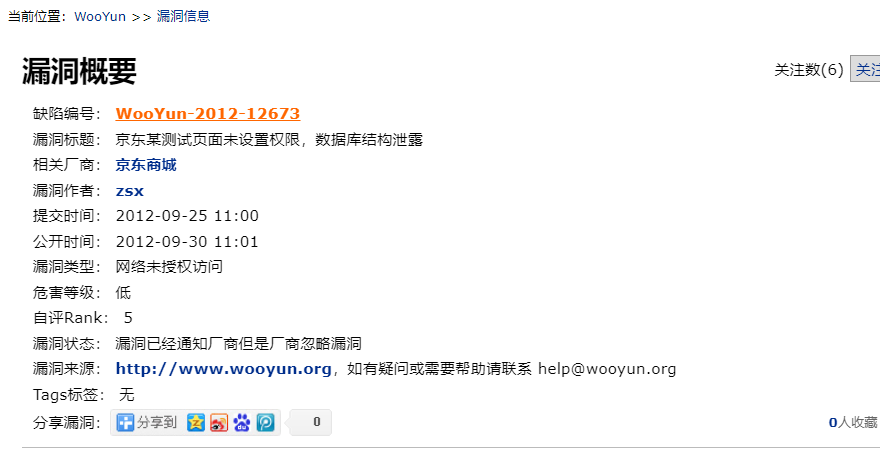 当前位置：WooYun >> 漏洞信息
漏洞概要
关注数(6) 关注
缺陷编号： WooYun-2012-12673
漏洞标题： 京东某测试页面未设置权限，数据库结构泄露
相关厂商： 京东商城
漏洞作者： zsx
提交时间： 2012-09-25 11:00
公开时间： 2012-09-30 11:01
漏洞类型： 网络未授权访问
危害等级： 低
自评Rank： 5
漏洞状态： 漏洞已经通知厂商但是厂商忽略漏洞
漏洞来源： http://www.wooyun.org，如有疑问或需要帮助请联系 help@wooyun.org
Tags标签： 无
分享漏洞： 分享到 0
0人收藏